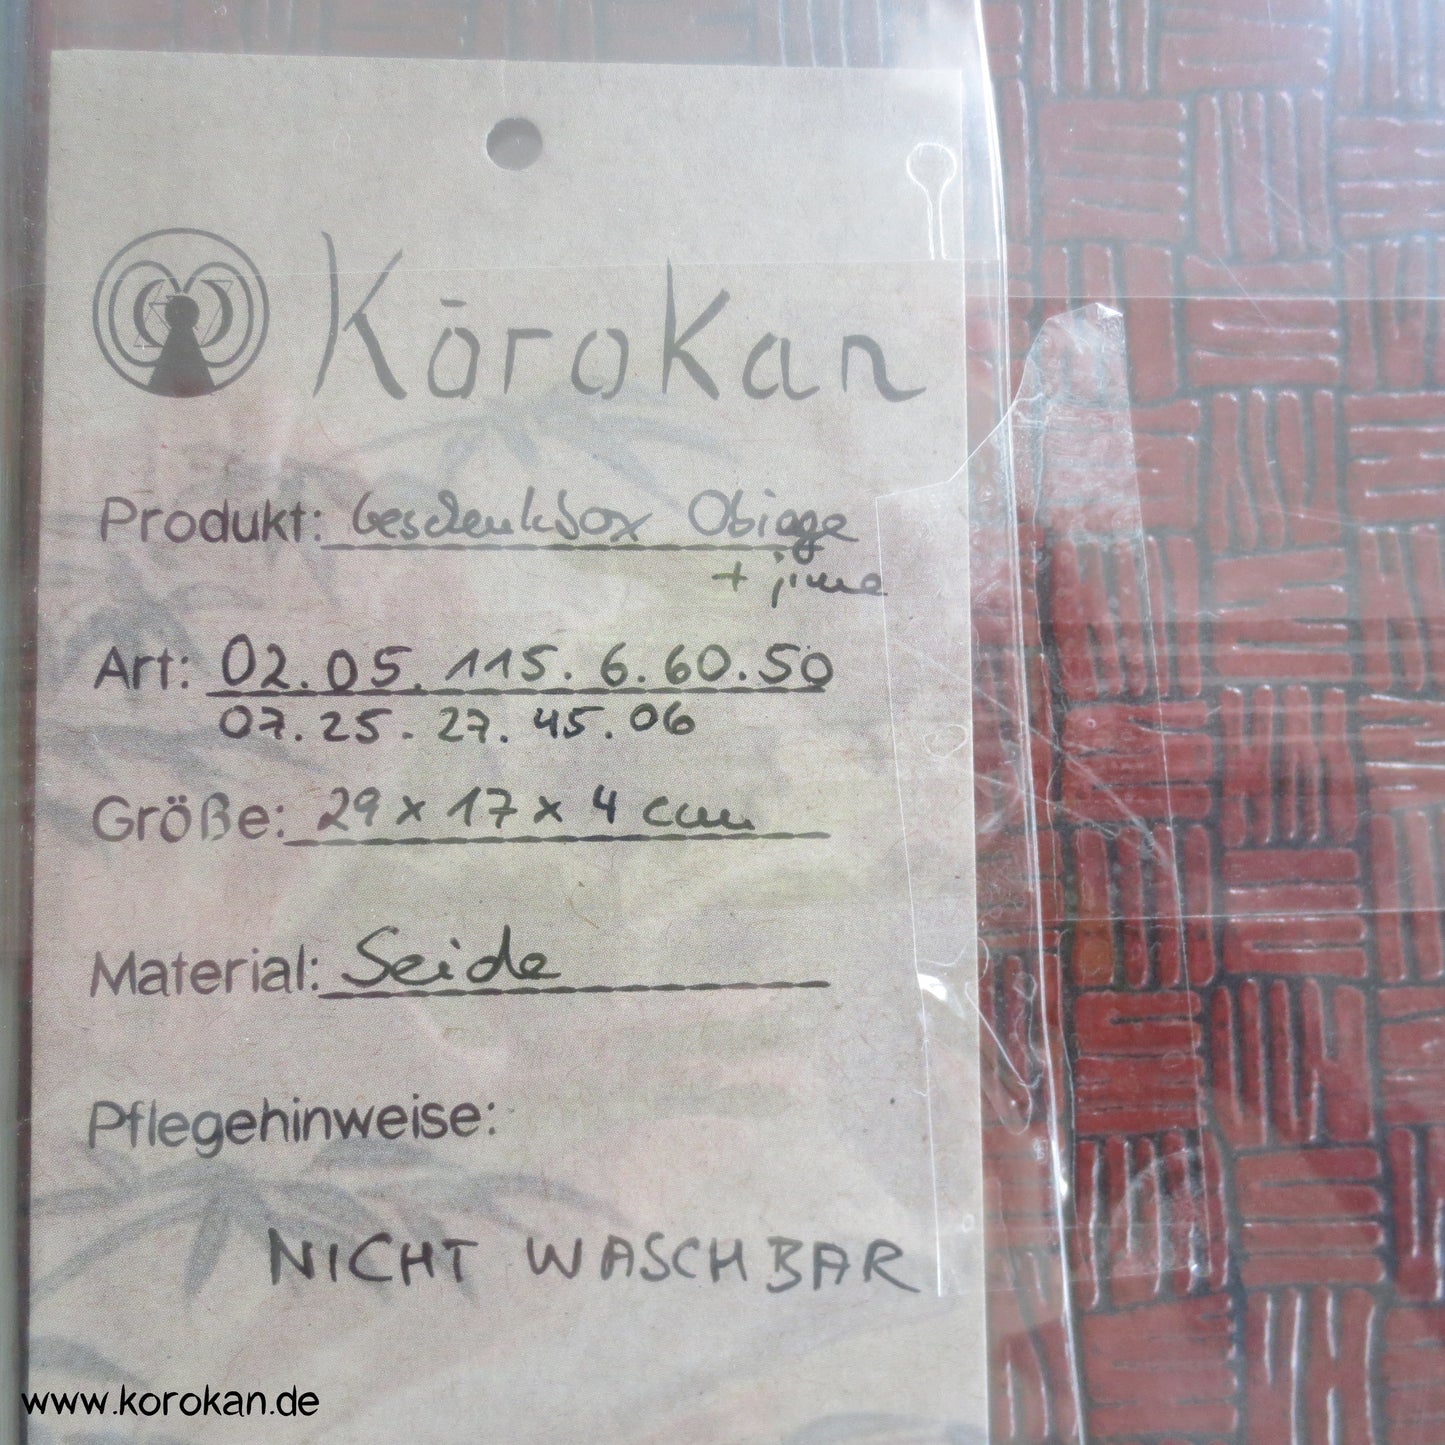 Kōrokan
Produkt: Geschenkbox Obiage
+ jime
Art: 02.05.115.6.60.50
07.25.27.45.06
Größe: 29 x 17 x 4 cm
Material: Seide
Pflegehinweise:
NICHT WASCHBAR
www.korokan.de